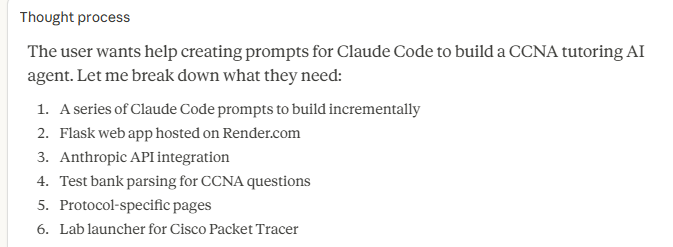 Thought process
The user wants help creating prompts for Claude Code to build a CCNA tutoring AI
agent. Let me break down what they need:
1. A series of Claude Code prompts to build incrementally
2. Flask web app hosted on Render.com
3. Anthropic API integration
4. Test bank parsing for CCNA questions
5. Protocol-specific pages
6. Lab launcher for Cisco Packet Tracer